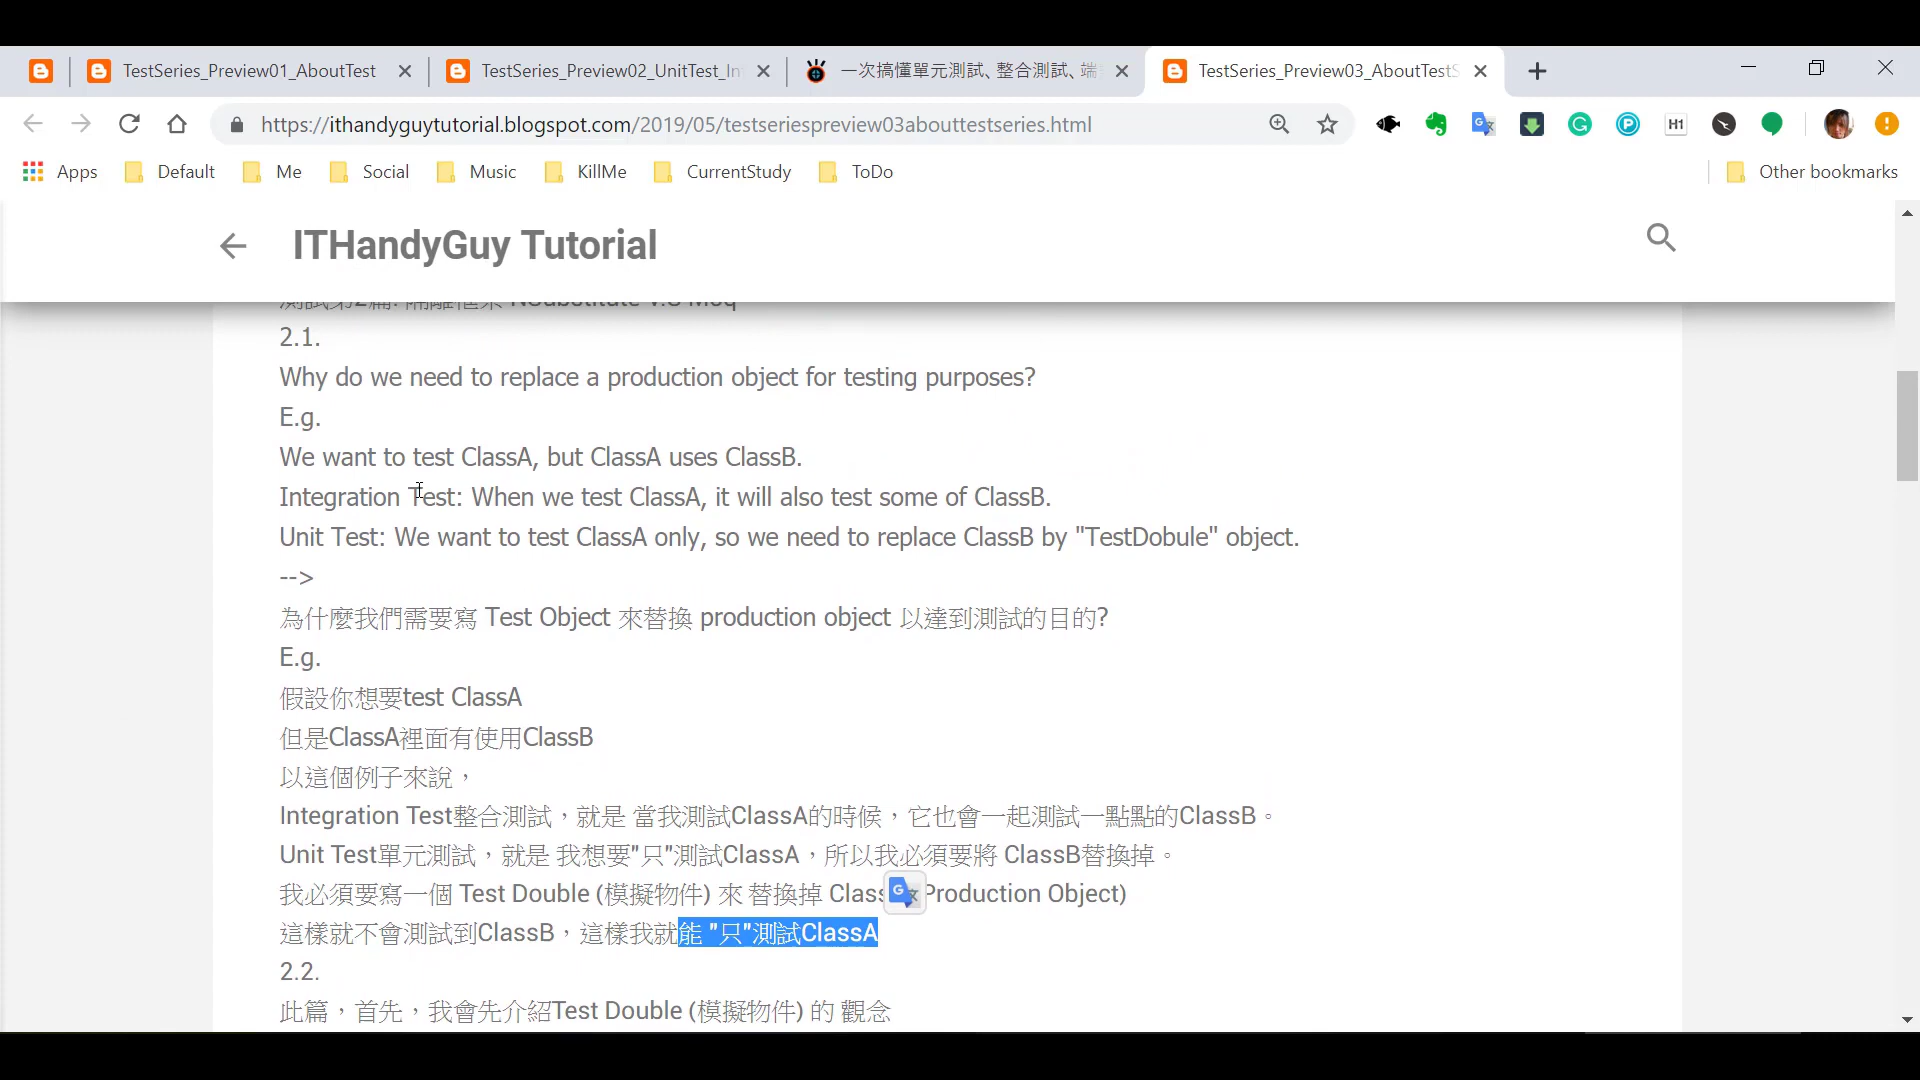 TestSeries_Preview01_AboutTest
TestSeries_Preview02_UnitTest_In
一次搞懂單元測試、整合測試、端
TestSeries_Preview03_AboutTestS
https://ithandyguytutorial.blogspot.com/2019/05/testseriespreview03abouttestseries.html
H1
Apps
Default
Me
Social
Music
KillMe
CurrentStudy
ToDo
Other bookmarks
ITHandyGuy Tutorial
測試第2篇: 隔離框架 NSubstitute V.S Moq
2.1.
Why do we need to replace a production object for testing purposes?
E.g.
We want to test ClassA, but ClassA uses ClassB.
Integration Test: When we test ClassA, it will also test some of ClassB.
Unit Test: We want to test ClassA only, so we need to replace ClassB by "TestDobule" object.
-->
為什麼我們需要寫 Test Object 來替換 production object 以達到測試的目的?
E.g.
假設你想要test ClassA
但是ClassA裡面有使用ClassB
以這個例子來說，
Integration Test整合測試，就是 當我測試ClassA的時候，它也會一起測試一點點的ClassB。
Unit Test單元測試，就是 我想要"只"測試ClassA，所以我必須要將 ClassB替換掉。
我必須要寫一個 Test Double (模擬物件) 來 替換掉 Clas Production Object)
這樣就不會測試到ClassB，這樣我就能 "只"測試ClassA
2.2.
此篇，首先，我會先介紹Test Double (模擬物件) 的 觀念